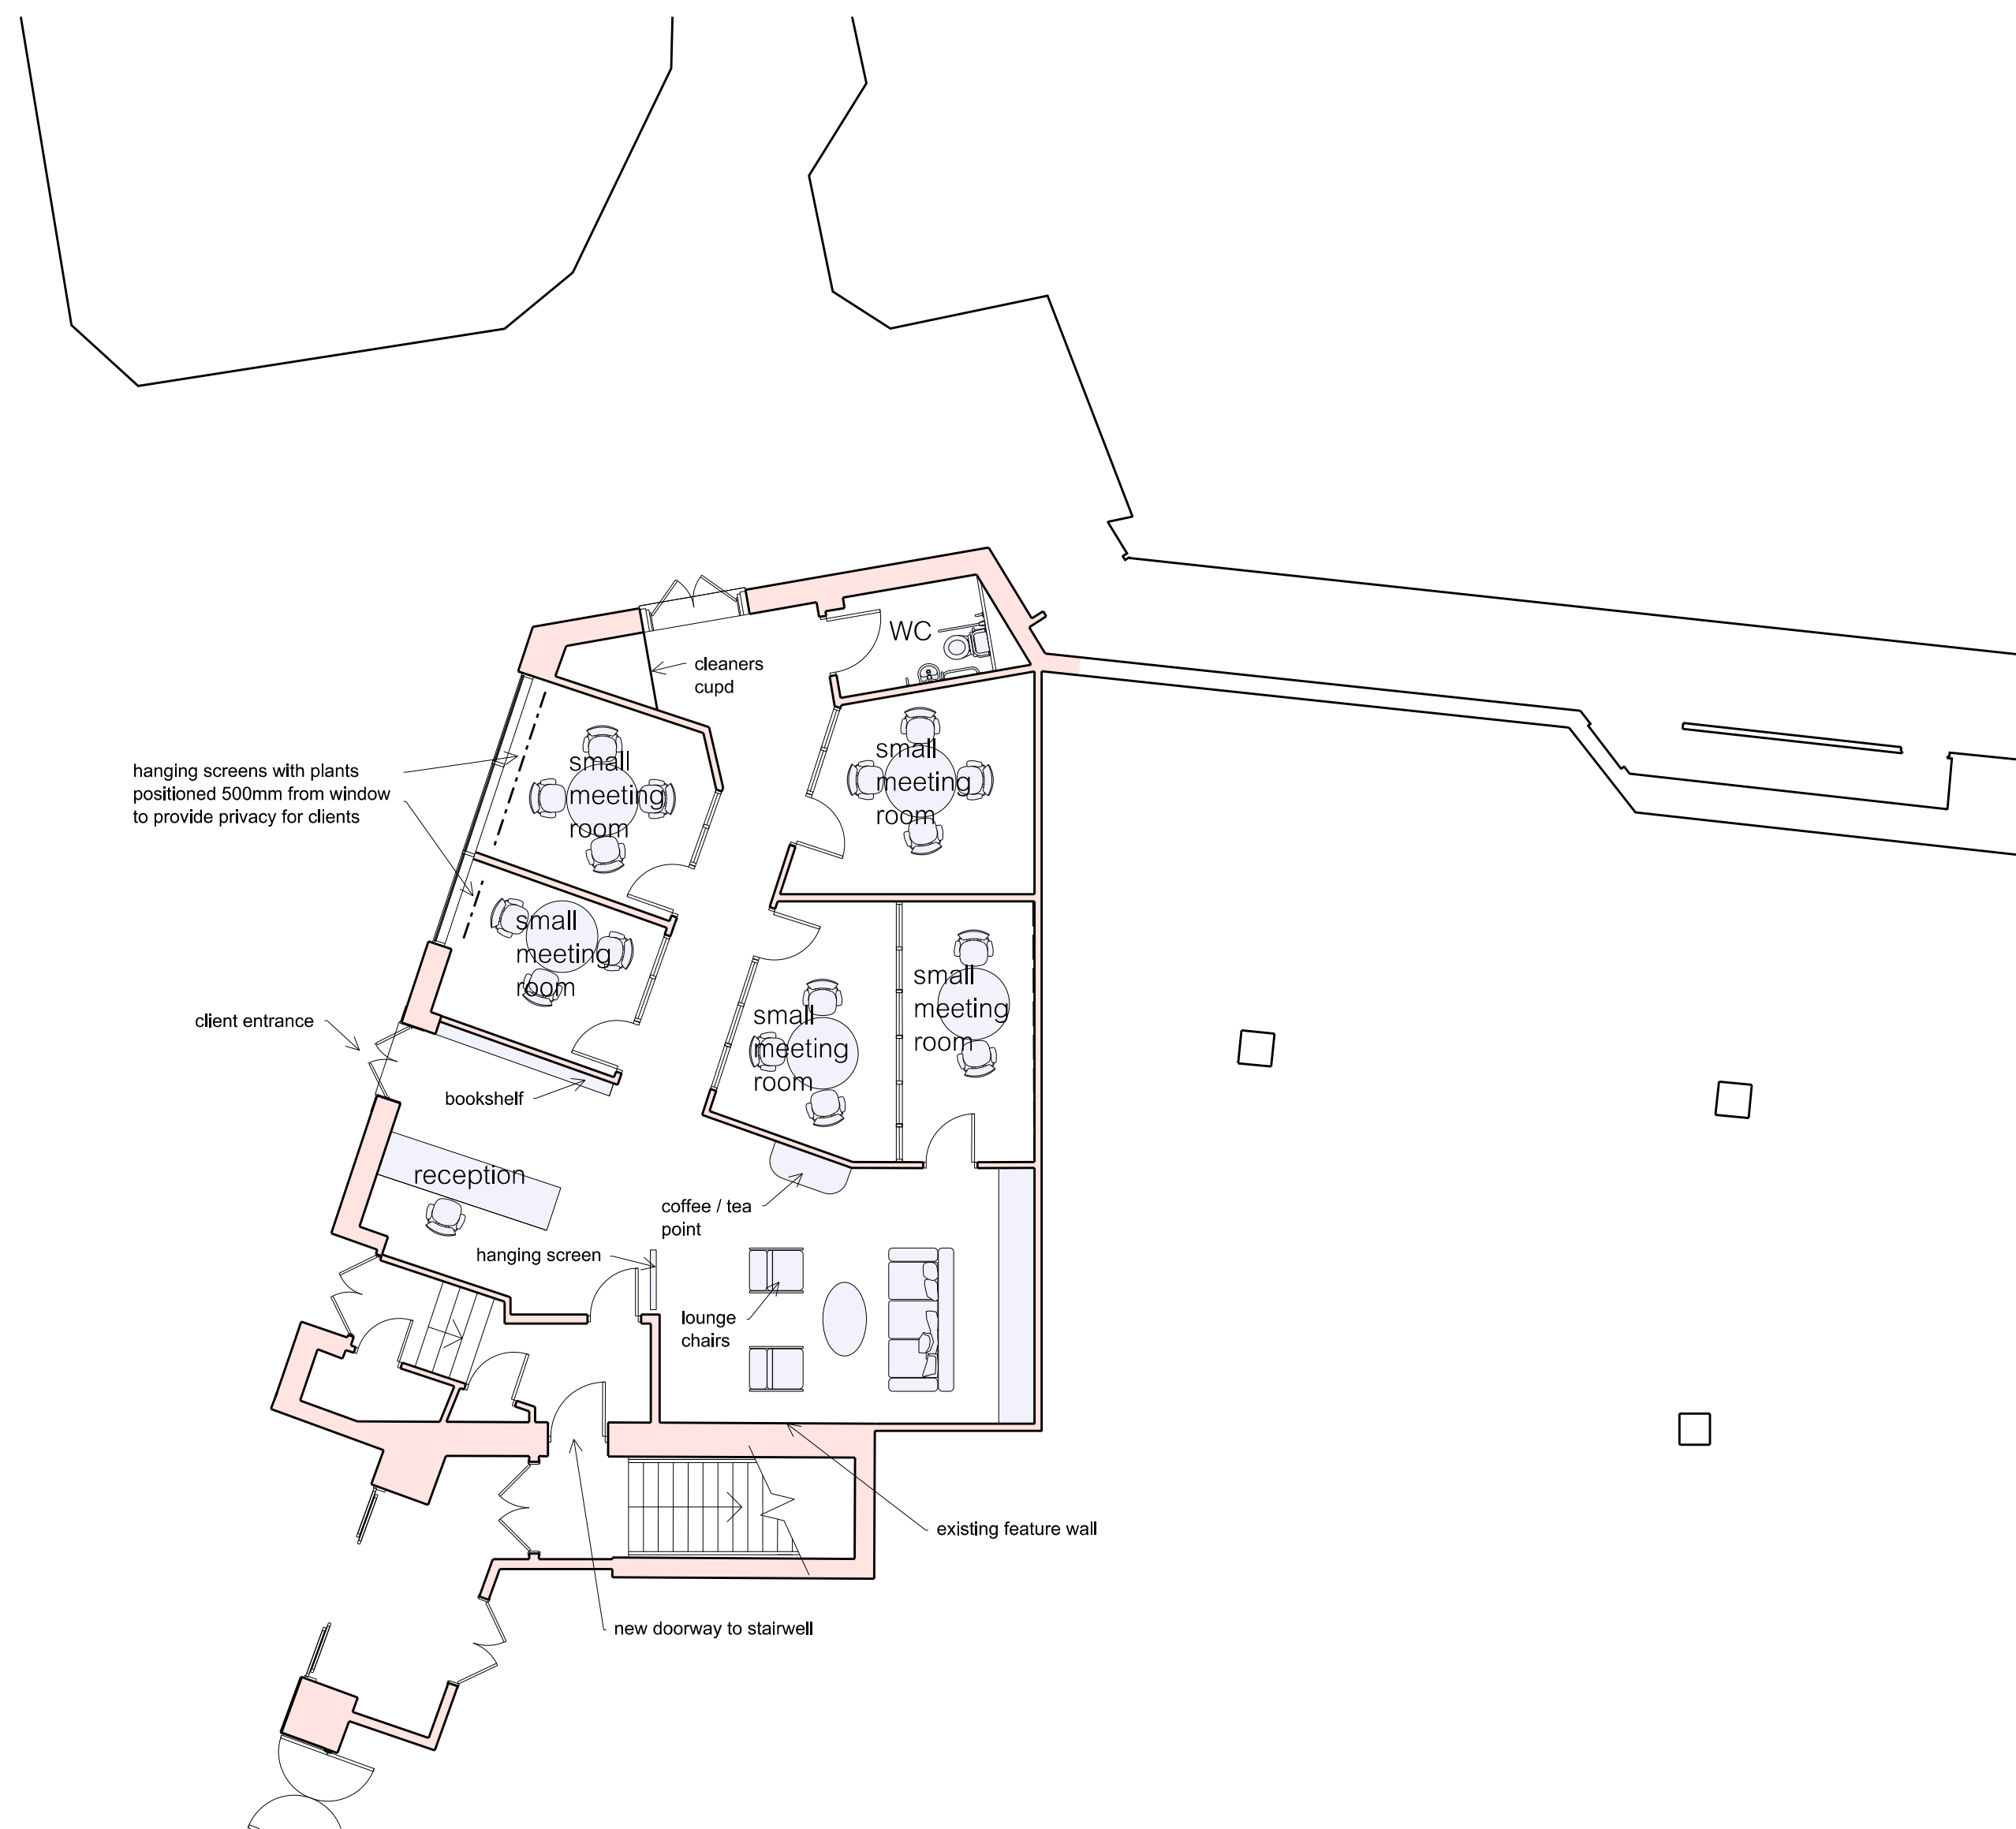 WC
cleaners
cupd
small
meeting
room
small
meeting
room
hanging screens with plants
positioned 500mm from window
to provide privacy for clients
small
meeting
room
small
meeting
room
small
meeting
room
client entrance
bookshelf
reception
coffee / tea
point
hanging screen
lounge
chairs
existing feature wall
new doorway to stairwell